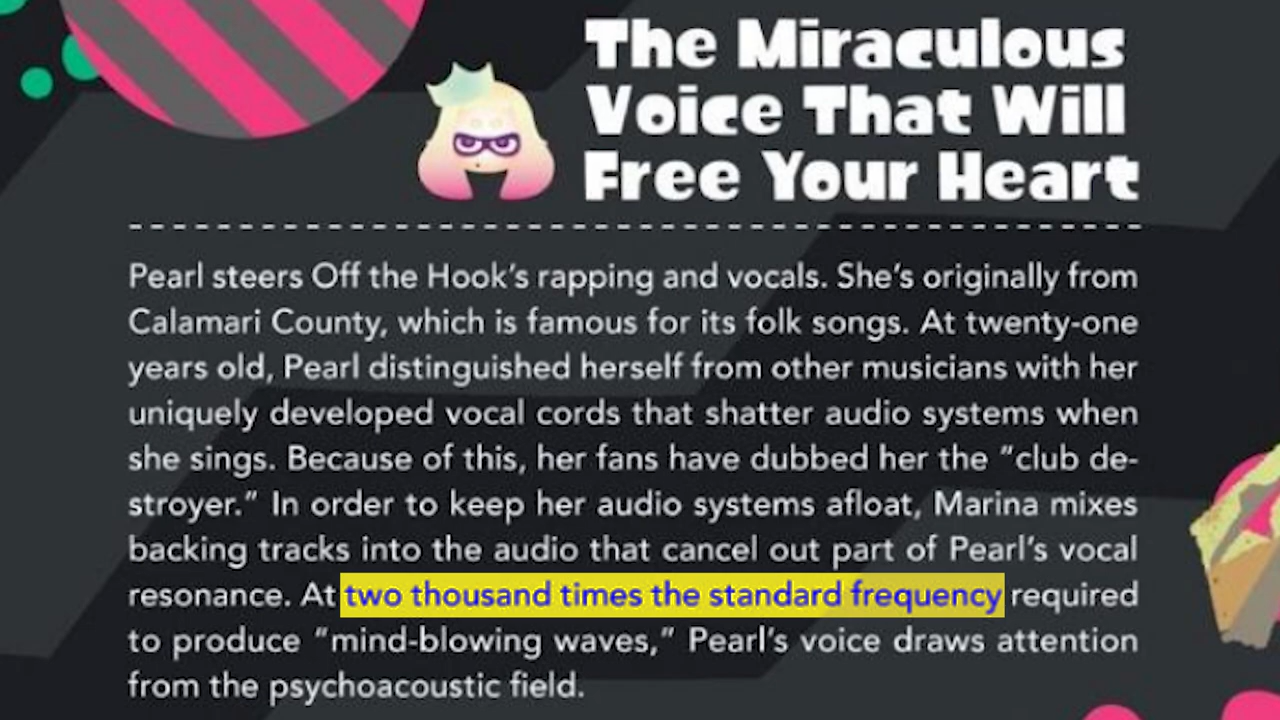 The Miraculous
Voice That Will
Free Your Heart
Pearl steers Off the Hook's rapping and vocals. She's originally from
Calamari County, which is famous for its folk songs. At twenty-one
years old, Pearl distinguished herself from other musicians with her
uniquely developed vocal cords that shatter audio systems when
she sings. Because of this, her fans have dubbed her the "club de-
stroyer." In order to keep her audio systems afloat, Marina mixes
backing tracks into the audio that cancel out part of Pearl's vocal
resonance. At two thousand times the standard frequency required
to produce "mind-blowing waves," Pearl's voice draws attention
from the psychoacoustic field.